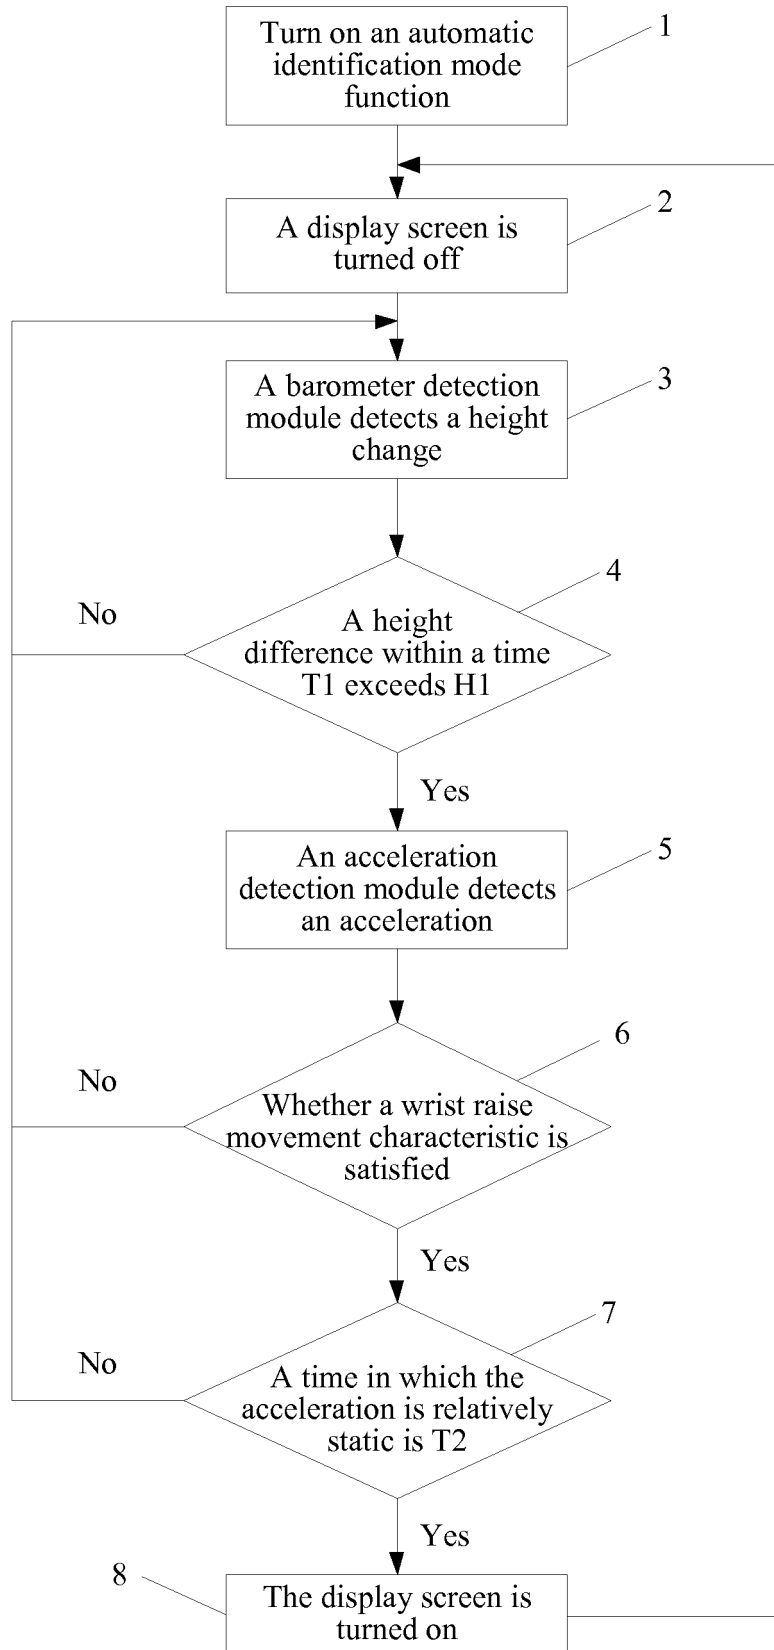 Turn on an automatic
identification mode
function
1
A display screen is
turned off
2
A barometer detection
module detects a height
change
3
A height
difference within a time
T1 exceeds H1
4
No
Yes
An acceleration
detection module detects
an acceleration
5
Whether a wrist raise
movement characteristic is
satisfied
6
No
Yes
A time in which the
acceleration is relatively
static is T2
7
No
Yes
The display screen is
turned on
8